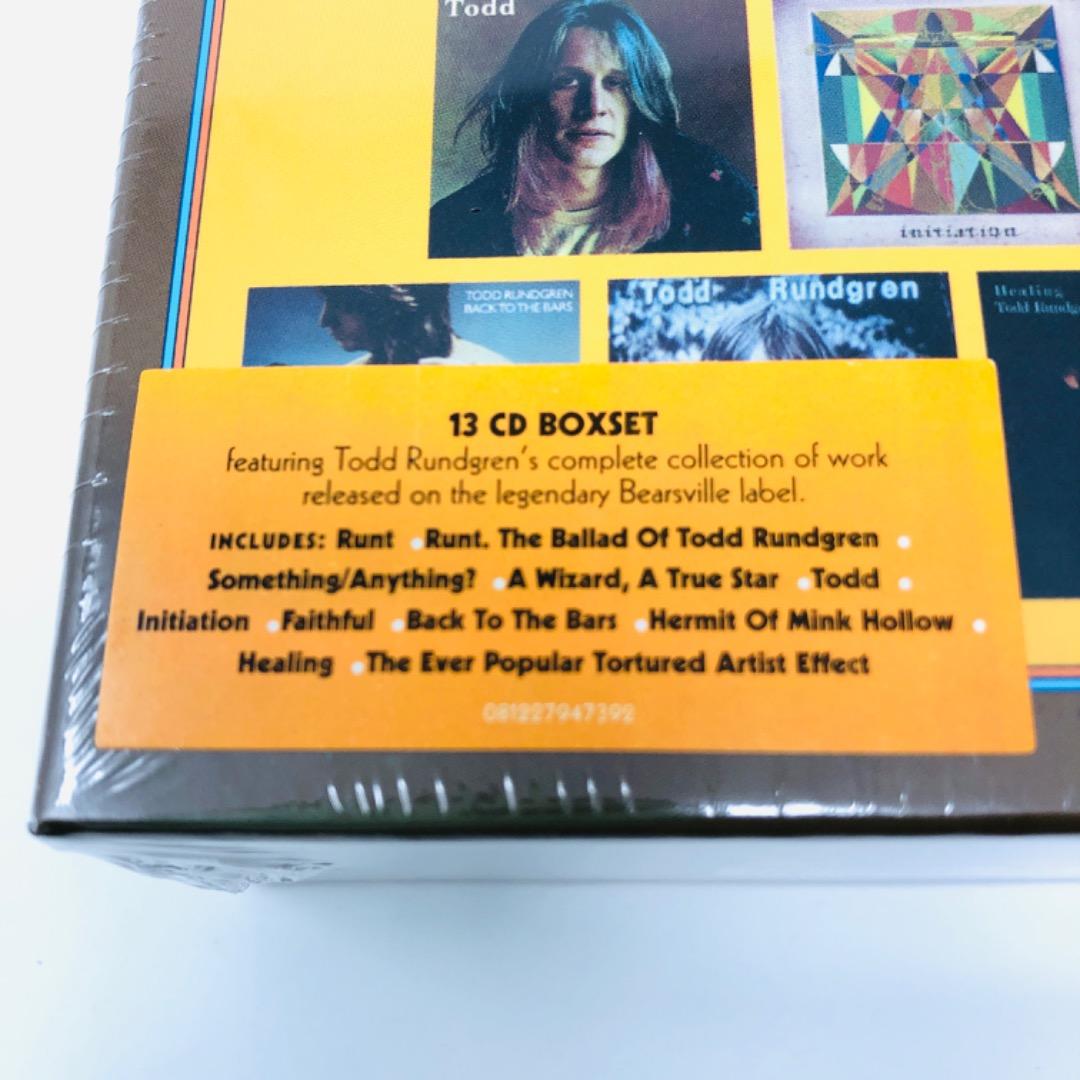 Todd
initiation
TODD RUNDGREN
BACK TO THE BARS
Todd Rundgren
Healing
Todd
13 CD BOXSET
featuring Todd Rundgren's complete collection of work
released on the legendary Bearsville label.
INCLUDES: Runt • Runt. The Ballad Of Todd Rundgren •
Something/Anything? • A Wizard, A True Star • Todd •
Initiation • Faithful • Back To The Bars • Hermit Of Mink Hollow •
Healing • The Ever Popular Tortured Artist Effect
081227947392